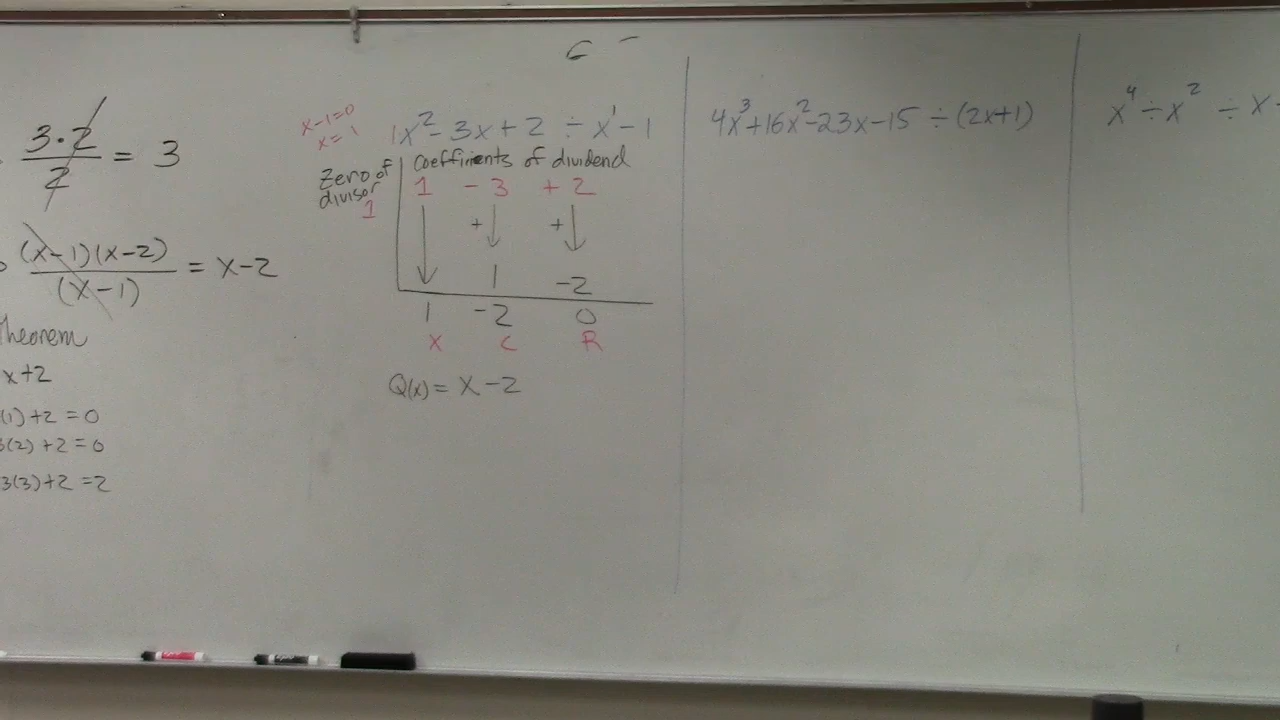 3·2/2 = 3
(x-1)(x-2)/(x-1) = x-2
Theorem
x+2
(1)+2=0
3(2)+2=0
3(3)+2=2
x-1=0
x=1
1x²-3x+2 ÷ x¹-1
Zero of divisor
1
Coefficients of dividend
1 -3 +2
+ +
1 -2
1 -2 0
x c R
Q(x)= x-2
4x³+16x²-23x-15 ÷(2x+1)
x⁴÷x² ÷ x